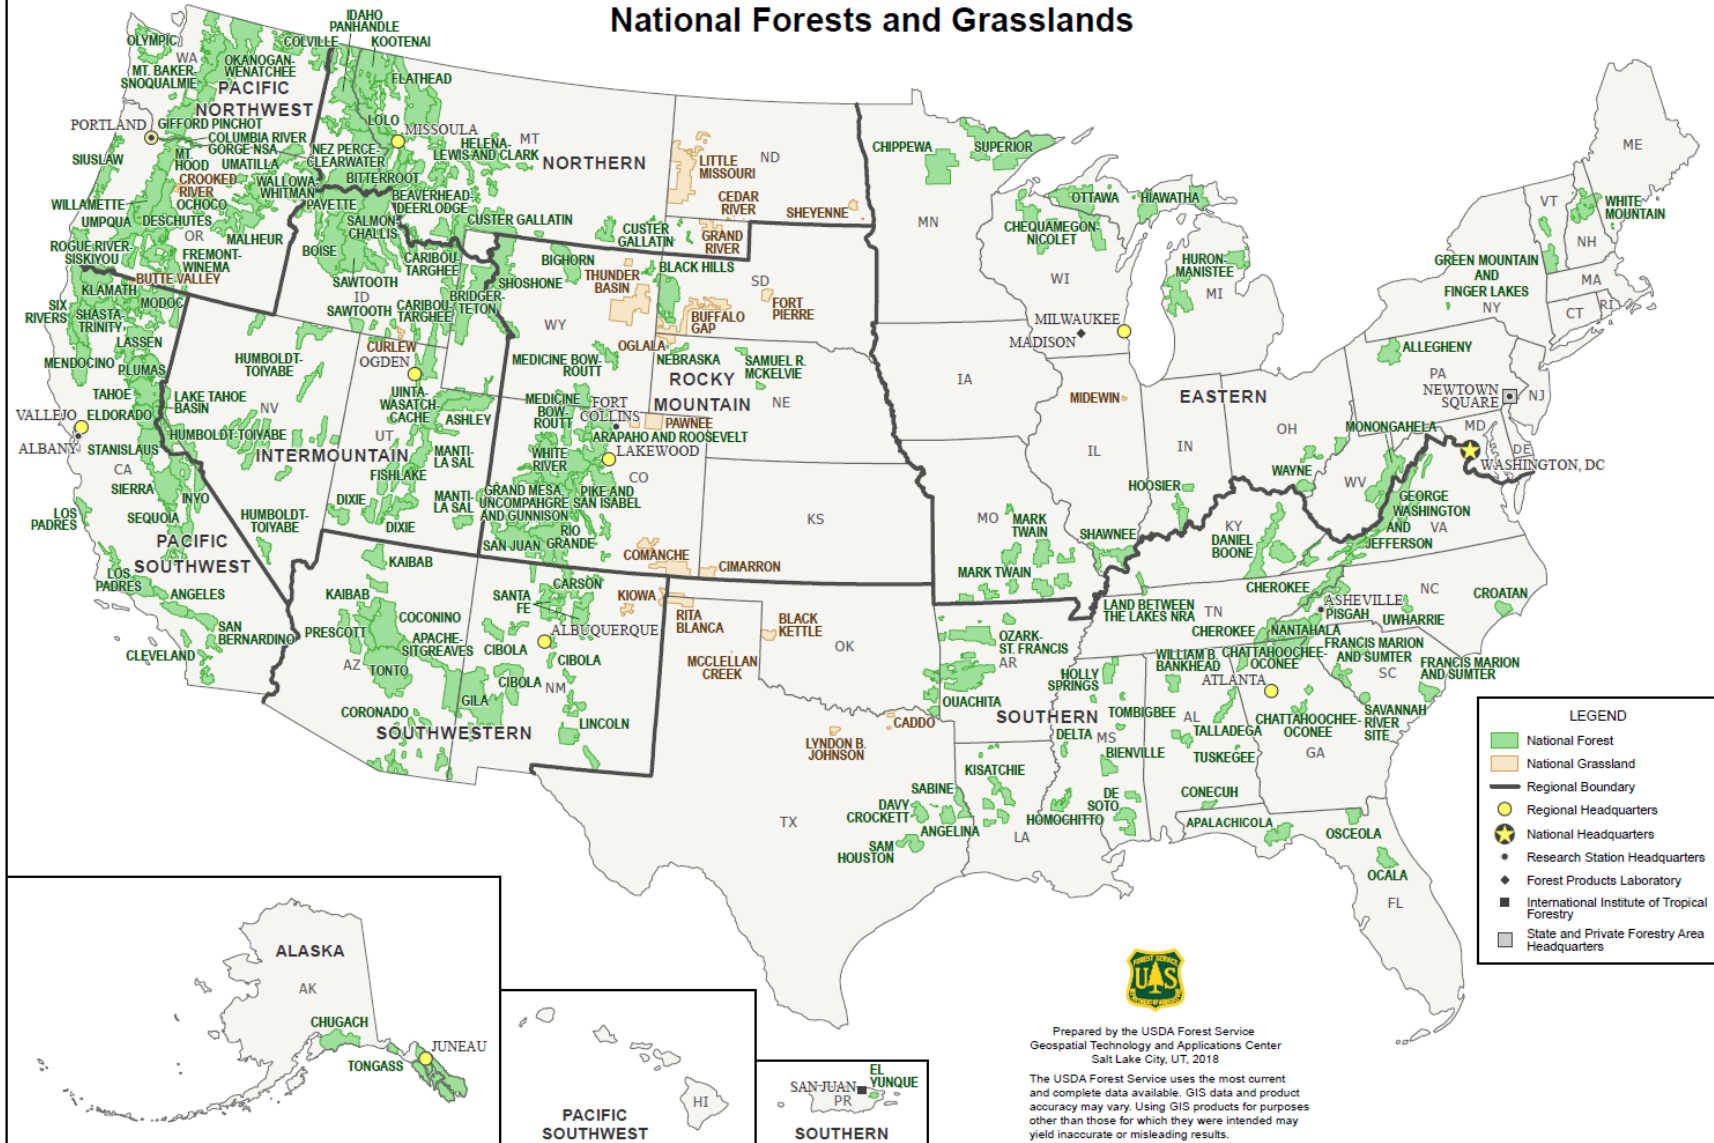 National Forests and Grasslands
IDAHO
PANHANDLE
OLYMPIC
COLVILLE
KOOTENAI
WA
OKANOGAN-
WENATCHEE
MT. BAKER-
SNOQUALMIE
FLATHEAD
PACIFIC
NORTHWEST
PORTLAND
GIFFORD PINCHOT
COLUMBIA RIVER
GORGE NSA
LOLO
MISSOULA
MT
HELENA-
LEWIS AND CLARK
NORTHERN
SIUSLAW
MT.
HOOD
UMATILLA
NEZ PERCE-
CLEARWATER
BITTERROOT
CROOKED
RIVER
OCHOCO
WALLOWA-
WHITMAN
PAYETTE
BEAVERHEAD-
DEERLODGE
WILLAMETTE
UMPQUA
DESCHUTES
SALMON-
CHALLIS
CUSTER GALLATIN
OR
MALHEUR
ROGUE RIVER-
SISKIYOU
FREMONT-
WINEMA
BOISE
CARIBOU-
TARGHEE
BUTTE VALLEY
LITTLE
MISSOURI
ND
CEDAR
RIVER
SHEYENNE
CUSTER
GALLATIN
GRAND
RIVER
CHIPPEWA
SUPERIOR
MN
OTTAWA
HIAWATHA
CHEQUAMEGON-
NICOLET
WI
HURON-
MANISTEE
MI
ME
VT
WHITE
MOUNTAIN
NH
GREEN MOUNTAIN
AND
FINGER LAKES
NY
MA
CT
RI
KLAMATH
MODOC
SIX
RIVERS
SHASTA-
TRINITY
LASSEN
MENDOCINO
PLUMAS
TAHOE
SAWTOOTH
ID
SAWTOOTH
CARIBOU-
TARGHEE
BRIDGER-
TETON
SHOSHONE
BIGHORN
THUNDER
BASIN
BLACK HILLS
SD
WY
BUFFALO
GAP
FORT
PIERRE
OGLALA
NEBRASKA
SAMUEL R.
MCKELVIE
CURLEW
OGDEN
HUMBOLDT-
TOIYABE
MEDICINE BOW-
ROUTT
ROCKY
MOUNTAIN
NE
MILWAUKEE
MADISON
IA
MIDEWIN
EASTERN
ALLEGHENY
PA
NEWTOWN
SQUARE
NJ
VALLEJO
ELDORADO
LAKE TAHOE
BASIN
NV
UINTA-
WASATCH-
CACHE
ASHLEY
MEDICINE
BOW-
ROUTT
FORT
COLLINS
PAWNEE
ARAPAHO AND ROOSEVELT
LAKEWOOD
ALBANY
STANISLAUS
HUMBOLDT-TOIYABE
UT
INTERMOUNTAIN
MANTI-
LA SAL
WHITE
RIVER
CO
CA
SIERRA
INYO
FISHLAKE
DIXIE
MANTI-
LA SAL
DIXIE
GRAND MESA,
UNCOMPAHGRE
AND GUNNISON
PIKE AND
SAN ISABEL
LOS
PADRES
SEQUOIA
HUMBOLDT-
TOIYABE
SAN JUAN
RIO
GRANDE
KS
COMANCHE
CIMARRON
PACIFIC
SOUTHWEST
IL
IN
OH
MONONGAHELA
MD
DE
WASHINGTON, DC
WAYNE
WV
HOOSIER
GEORGE
WASHINGTON
AND
JEFFERSON
VA
MO
MARK
TWAIN
SHAWNEE
KY
DANIEL
BOONE
MARK TWAIN
LOS
PADRES
ANGELES
SAN
BERNARDINO
CLEVELAND
KAIBAB
KAIBAB
COCONINO
PRESCOTT
APACHE-
SITGREAVES
AZ
TONTO
CORONADO
SOUTHWESTERN
CARSON
SANTA
FE
KIOWA
RITA
BLANCA
ALBUQUERQUE
CIBOLA
CIBOLA
CIBOLA
NM
GILA
LINCOLN
BLACK
KETTLE
OK
MCCLELLAN
CREEK
OZARK-
ST. FRANCIS
AR
OUACHITA
LAND BETWEEN
THE LAKES NRA
TN
CHEROKEE
CHEROKEE
ASHEVILLE
NC
PISGAH
UWHARRIE
CROATAN
NANTAHALA
HOLLY
SPRINGS
WILLIAM B.
BANKHEAD
CHATTAHOOCHEE-
OCONEE
ATLANTA
FRANCIS MARION
AND SUMTER
FRANCIS MARION
AND SUMTER
SC
SOUTHERN
TOMBIGBEE
AL
TALLADEGA
CHATTAHOOCHEE-
OCONEE
SAVANNAH
RIVER
SITE
GA
DELTA
MS
BIENVILLE
TUSKEGEE
CADDO
LYNDON B.
JOHNSON
KISATCHIE
SABINE
DAVY
CROCKETT
ANGELINA
SAM
HOUSTON
TX
LA
HOMOCHITTO
DE
SOTO
CONECUH
APALACHICOLA
OSCEOLA
OCALA
FL
LEGEND
National Forest
National Grassland
Regional Boundary
Regional Headquarters
National Headquarters
Research Station Headquarters
Forest Products Laboratory
International Institute of Tropical
Forestry
State and Private Forestry Area
Headquarters
ALASKA
AK
CHUGACH
TONGASS
JUNEAU
HI
PACIFIC
SOUTHWEST
SAN JUAN
EL
YUNQUE
PR
SOUTHERN
FOREST SERVICE
US
DEPARTMENT OF AGRICULTURE
Prepared by the USDA Forest Service
Geospatial Technology and Applications Center
Salt Lake City, UT, 2018
The USDA Forest Service uses the most current
and complete data available. GIS data and product
accuracy may vary. Using GIS products for purposes
other than those for which they were intended may
yield inaccurate or misleading results.